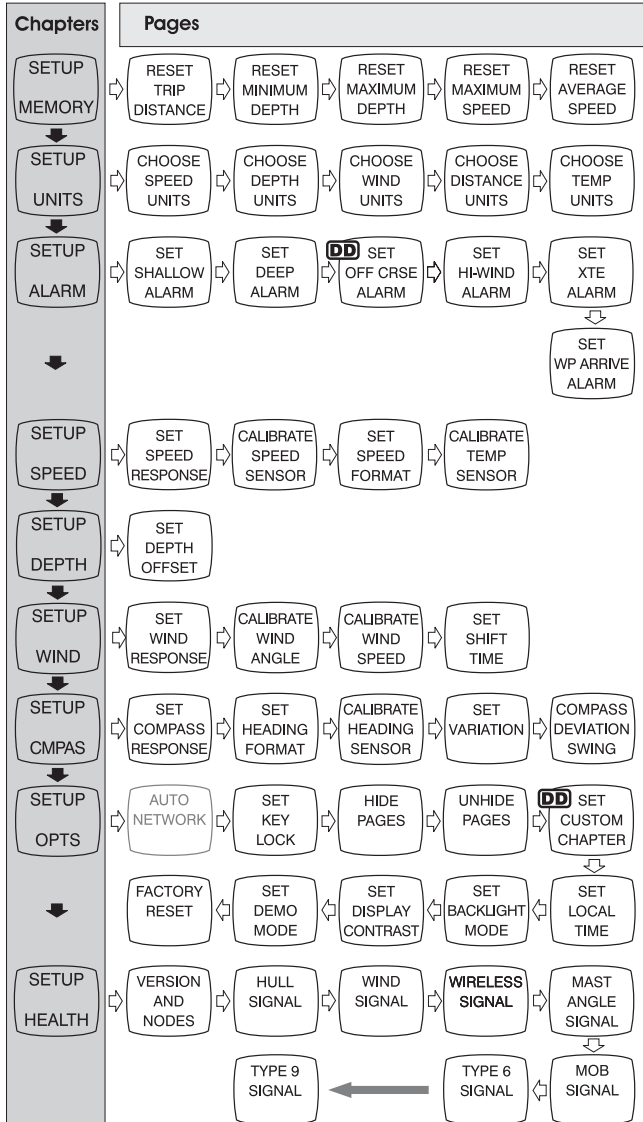 Chapters
Pages
SETUP
MEMORY
RESET
TRIP
DISTANCE
RESET
MINIMUM
DEPTH
RESET
MAXIMUM
DEPTH
RESET
MAXIMUM
SPEED
RESET
AVERAGE
SPEED
SETUP
UNITS
CHOOSE
SPEED
UNITS
CHOOSE
DEPTH
UNITS
CHOOSE
WIND
UNITS
CHOOSE
DISTANCE
UNITS
CHOOSE
TEMP
UNITS
SETUP
ALARM
SET
SHALLOW
ALARM
SET
DEEP
ALARM
DD
SET
OFF CRSE
ALARM
SET
HI-WIND
ALARM
SET
XTE
ALARM
SET
WP ARRIVE
ALARM
SETUP
SPEED
SET
SPEED
RESPONSE
CALIBRATE
SPEED
SENSOR
SET
SPEED
FORMAT
CALIBRATE
TEMP
SENSOR
SETUP
DEPTH
SET
DEPTH
OFFSET
SETUP
WIND
SET
WIND
RESPONSE
CALIBRATE
WIND
ANGLE
CALIBRATE
WIND
SPEED
SET
SHIFT
TIME
SETUP
CMPAS
SET
COMPASS
RESPONSE
SET
HEADING
FORMAT
CALIBRATE
HEADING
SENSOR
SET
VARIATION
COMPASS
DEVIATION
SWING
SETUP
OPTS
AUTO
NETWORK
SET
KEY
LOCK
HIDE
PAGES
UNHIDE
PAGES
DD
SET
CUSTOM
CHAPTER
FACTORY
RESET
SET
DEMO
MODE
SET
DISPLAY
CONTRAST
SET
BACKLIGHT
MODE
SET
LOCAL
TIME
SETUP
HEALTH
VERSION
AND
NODES
HULL
SIGNAL
WIND
SIGNAL
WIRELESS
SIGNAL
MAST
ANGLE
SIGNAL
TYPE 9
SIGNAL
TYPE 6
SIGNAL
MOB
SIGNAL